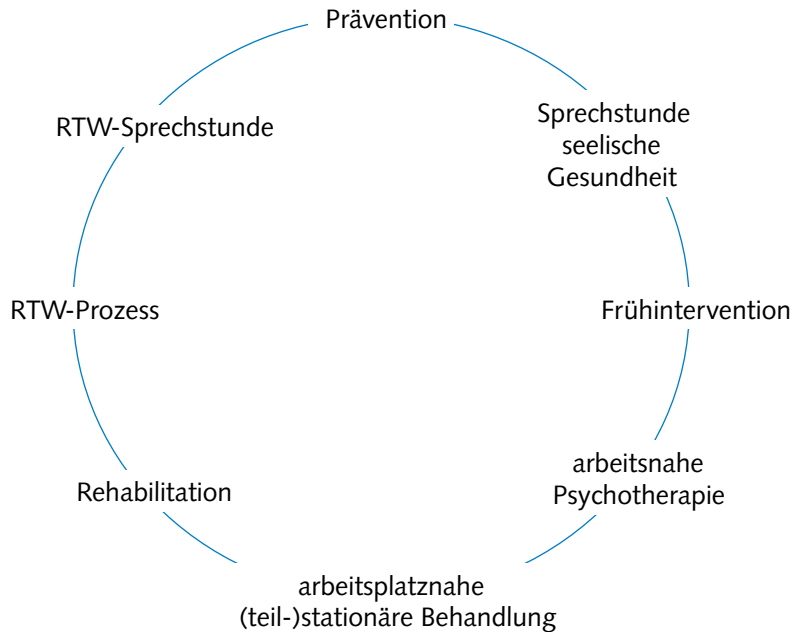 Prävention
Sprechstunde
seelische
Gesundheit
Frühintervention
arbeitsnahe
Psychotherapie
arbeitsplatznahe
(teil-)stationäre Behandlung
Rehabilitation
RTW-Prozess
RTW-Sprechstunde